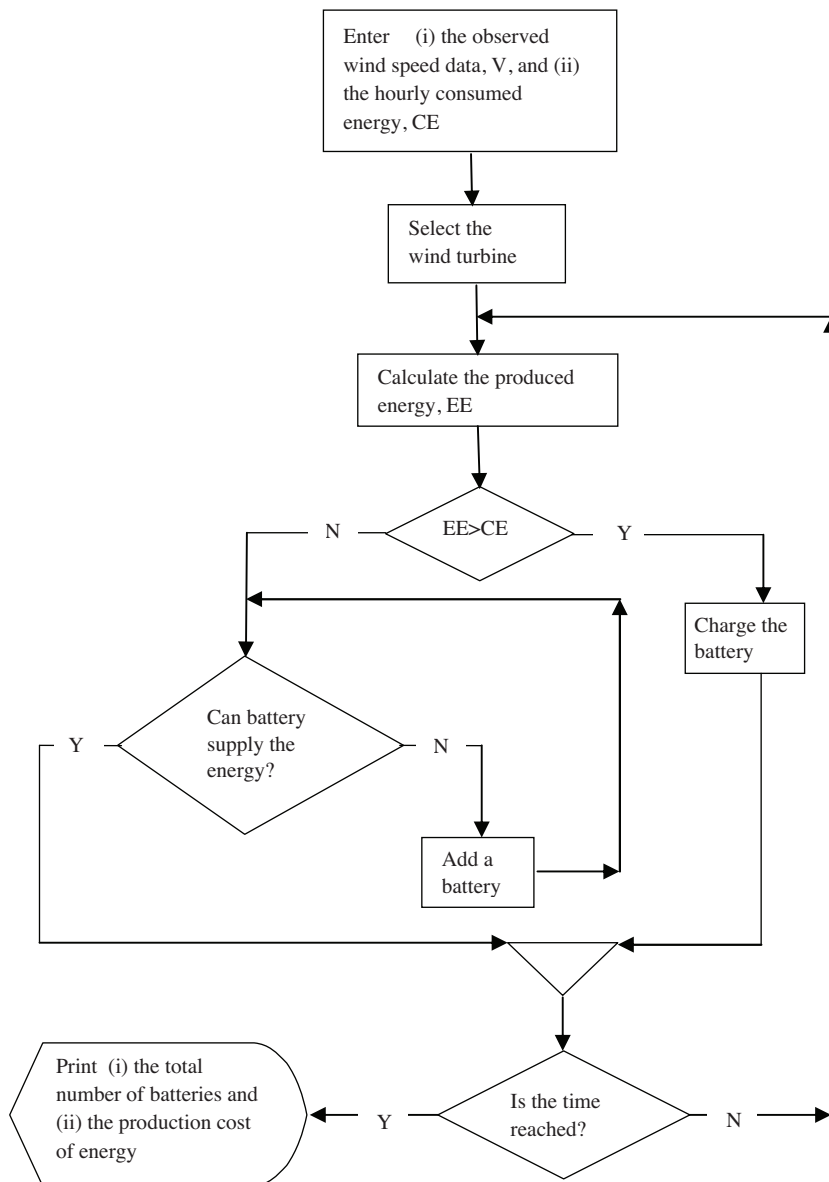 Enter (i) the observed
wind speed data, V, and (ii)
the hourly consumed
energy, CE
Select the
wind turbine
Calculate the produced
energy, EE
N
EE>CE
Y
Charge the
battery
Can battery
supply the
energy?
Y
N
Add a
battery
Print (i) the total
number of batteries and
(ii) the production cost
of energy
Y
Is the time
reached?
N